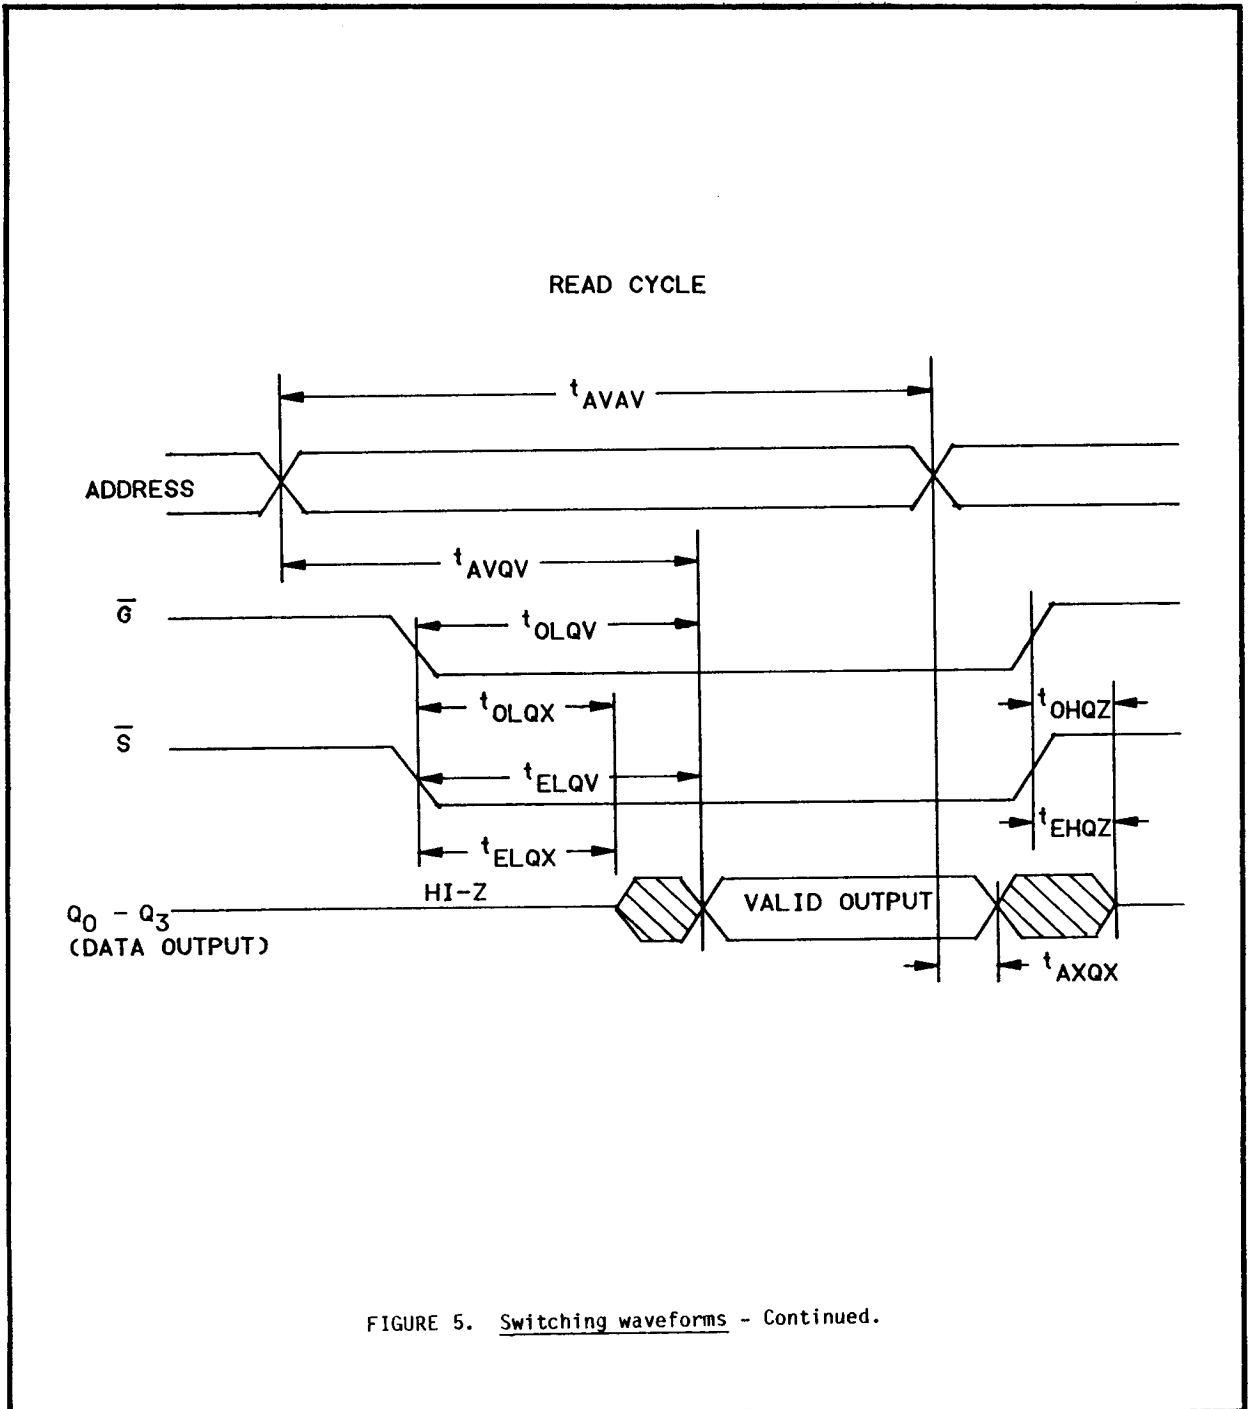 READ CYCLE
tAVAV
ADDRESS
tAVQV
G̅
tOLQV
tOLQX
tOHQZ
S̅
tELQV
tEHQZ
tELQX
HI-Z
Q0 - Q3
(DATA OUTPUT)
VALID OUTPUT
tAXQX
FIGURE 5. Switching waveforms - Continued.